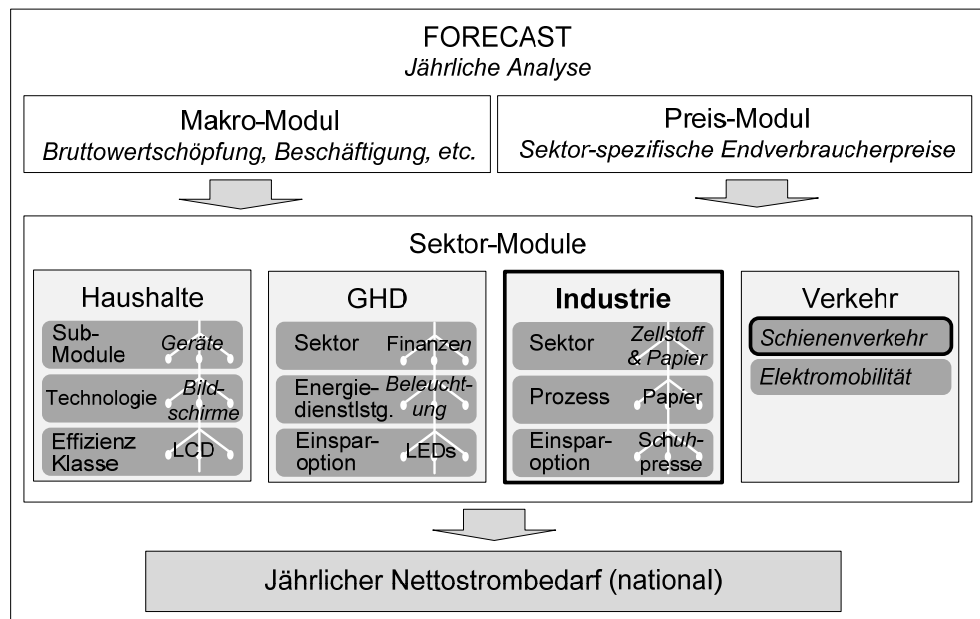 FORECAST
Jährliche Analyse
Makro-Modul
Bruttowertschöpfung, Beschäftigung, etc.
Preis-Modul
Sektor-spezifische Endverbraucherpreise
Sektor-Module
Haushalte
Sub-
Module
Geräte
Technologie
Bild-
schirme
Effizienz
Klasse
LCD
GHD
Sektor
Finanzen
Energie-
dienstlstg.
Beleucht-
ung
Einspar-
option
LEDs
Industrie
Sektor
Zellstoff
& Papier
Prozess
Papier
Einspar-
option
Schuh-
presse
Verkehr
Schienenverkehr
Elektromobilität
Jährlicher Nettostrombedarf (national)